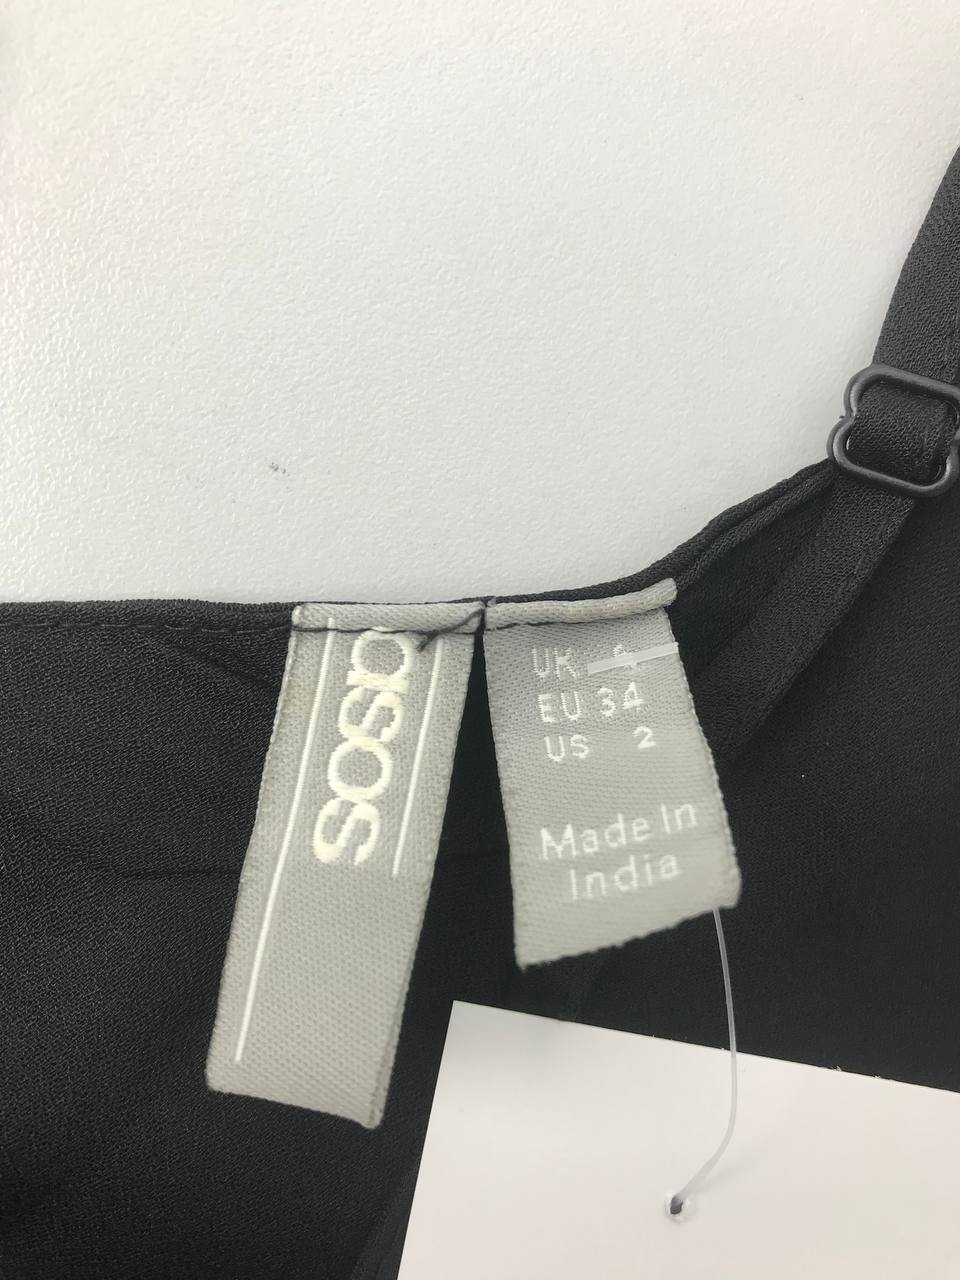 asos
UK
EU 34
US 2
Made In
India